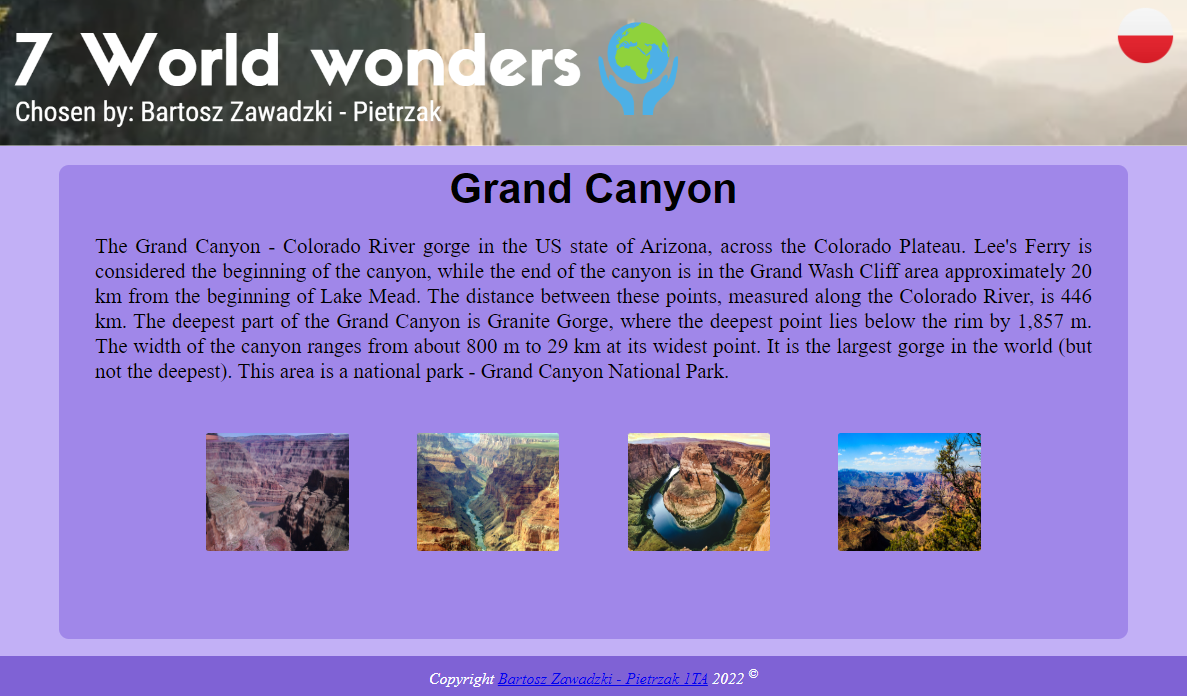 7 World wonders
Chosen by: Bartosz Zawadzki - Pietrzak
Grand Canyon
The Grand Canyon - Colorado River gorge in the US state of Arizona, across the Colorado Plateau. Lee's Ferry is
considered the beginning of the canyon, while the end of the canyon is in the Grand Wash Cliff area approximately 20
km from the beginning of Lake Mead. The distance between these points, measured along the Colorado River, is 446
km. The deepest part of the Grand Canyon is Granite Gorge, where the deepest point lies below the rim by 1,857 m.
The width of the canyon ranges from about 800 m to 29 km at its widest point. It is the largest gorge in the world (but
not the deepest). This area is a national park - Grand Canyon National Park.
Copyright Bartosz Zawadzki - Pietrzak 1TA 2022 ©